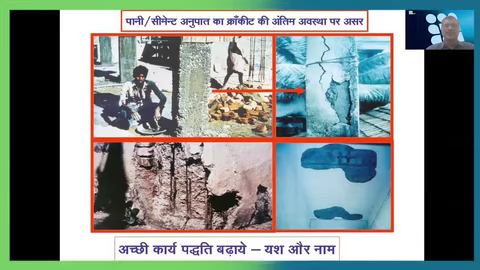 पानी/सीमेन्ट अनुपात का क्राँकीट की अंतिम अवस्था पर असर
अच्छी कार्य पद्धति बढ़ाये – यश और नाम